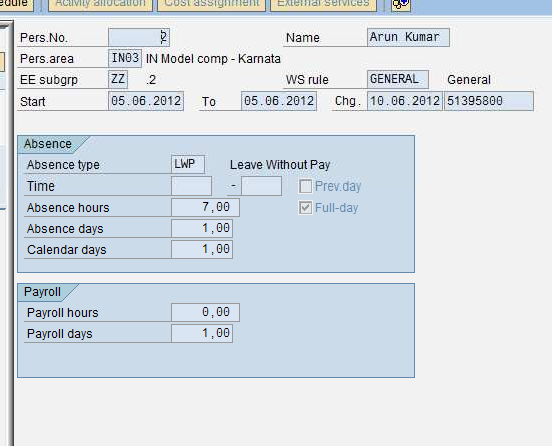 edule Activity allocation Cost assignment External services
Pers.No. 2 Name Arun Kumar
Pers.area IN03 IN Model comp - Karnata
EE subgrp ZZ .2 WS rule GENERAL General
Start 05.06.2012 To 05.06.2012 Chg. 10.06.2012 51395800
Absence
Absence type LWP Leave Without Pay
Time - Prev.day
Absence hours 7,00 Full-day
Absence days 1,00
Calendar days 1,00
Payroll
Payroll hours 0,00
Payroll days 1,00